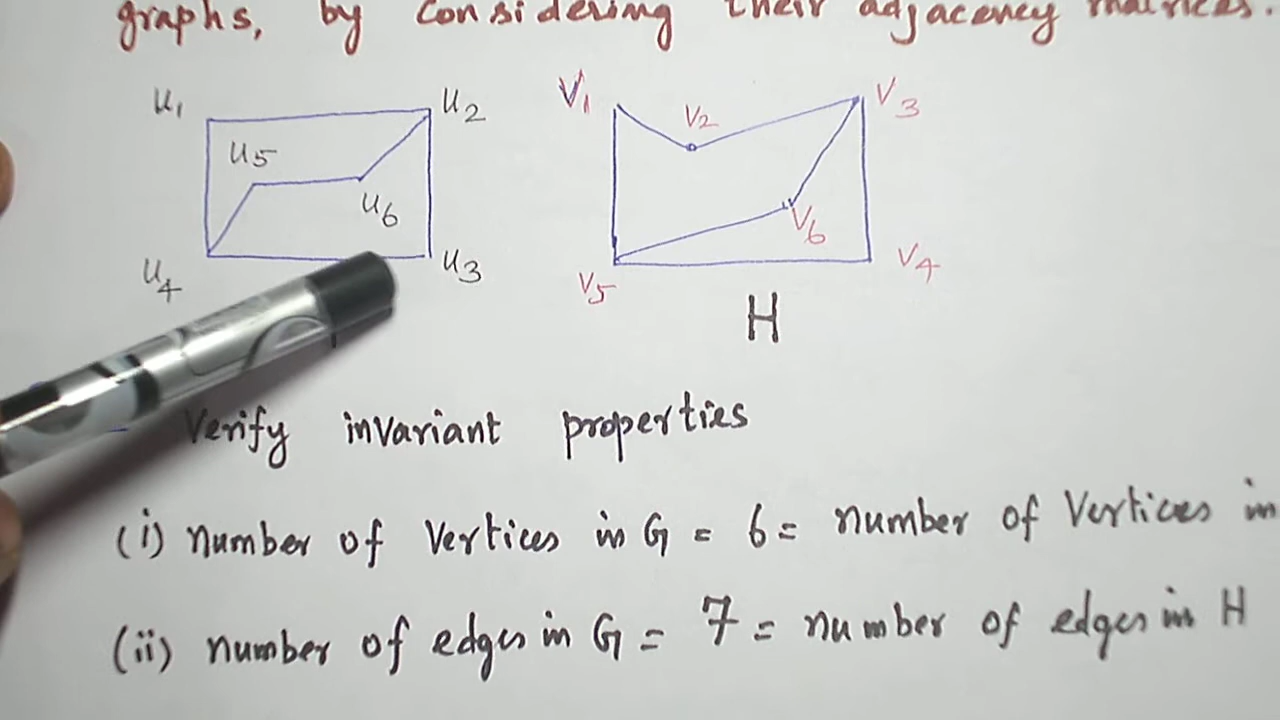 graphs, by considering their adjacency matrices.
u1 u2 V1 V2 V3
u5
u6 V6
u4 u3 V5 V4
H
Verify invariant properties
(i) number of vertices in G = 6 = number of Vertices in
(ii) number of edges in G = 7 = number of edges in H